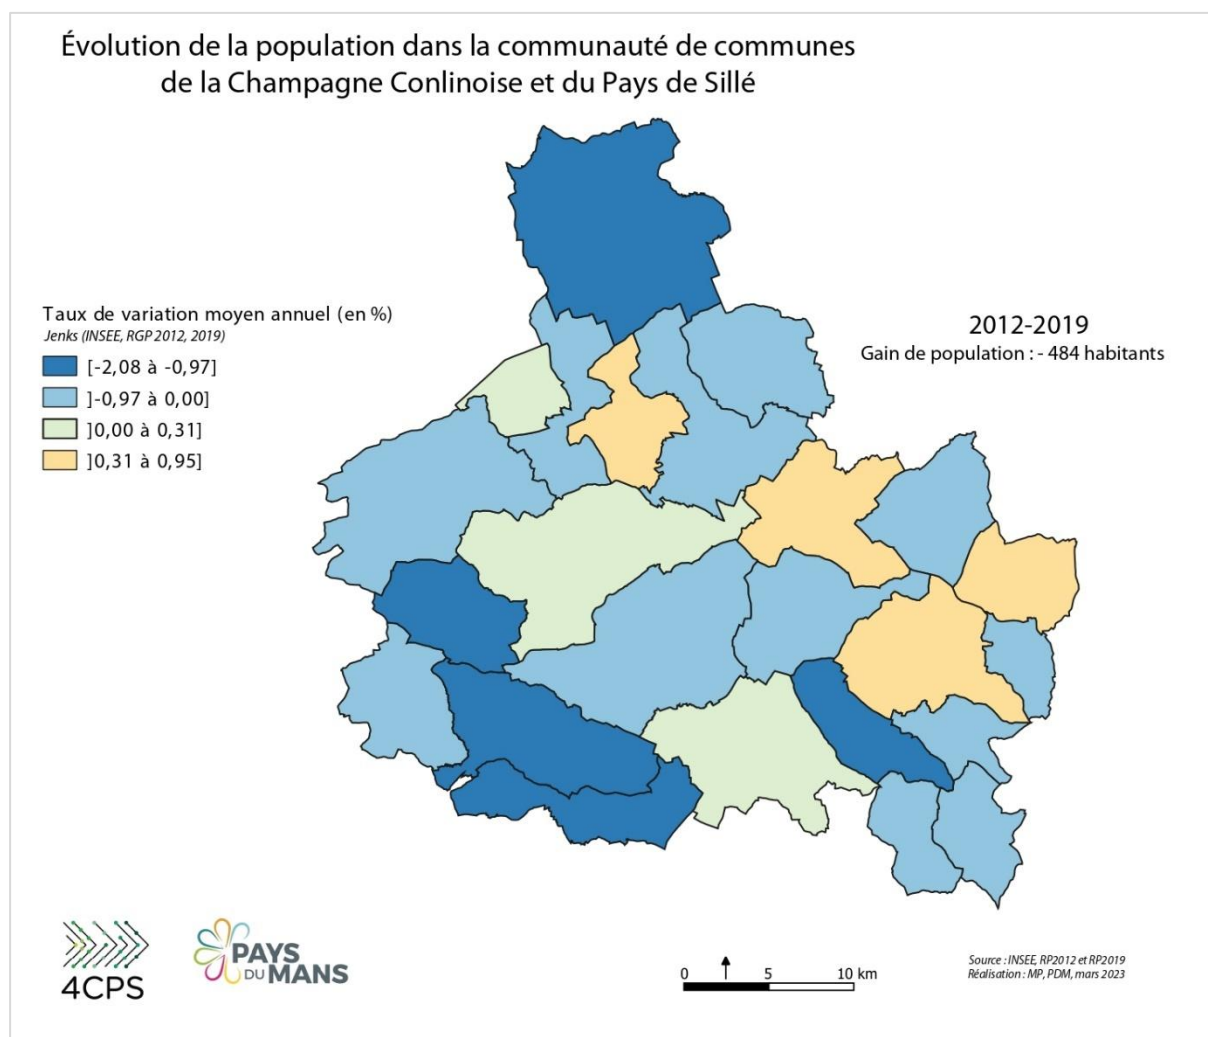 Évolution de la population dans la communauté de communes
de la Champagne Conlinoise et du Pays de Sillé
Taux de variation moyen annuel (en %)
Jenks (INSEE, RGP 2012, 2019)
[-2,08 à -0,97]
]-0,97 à 0,00]
]0,00 à 0,31]
]0,31 à 0,95]
2012-2019
Gain de population : - 484 habitants
4CPS
PAYS
DU MANS
0 5 10 km
Source : INSEE, RP2012 et RP2019
Réalisation : MP, PDM, mars 2023